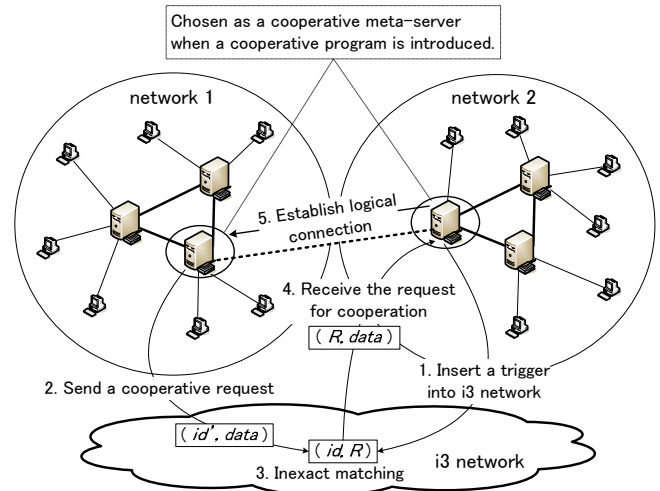 Chosen as a cooperative meta-server
when a cooperative program is introduced.
network 1
network 2
5. Establish logical
connection
4. Receive the request
for cooperation
(R, data)
1. Insert a trigger
into i3 network
2. Send a cooperative request
(id', data)
(id, R)
3. Inexact matching
i3 network